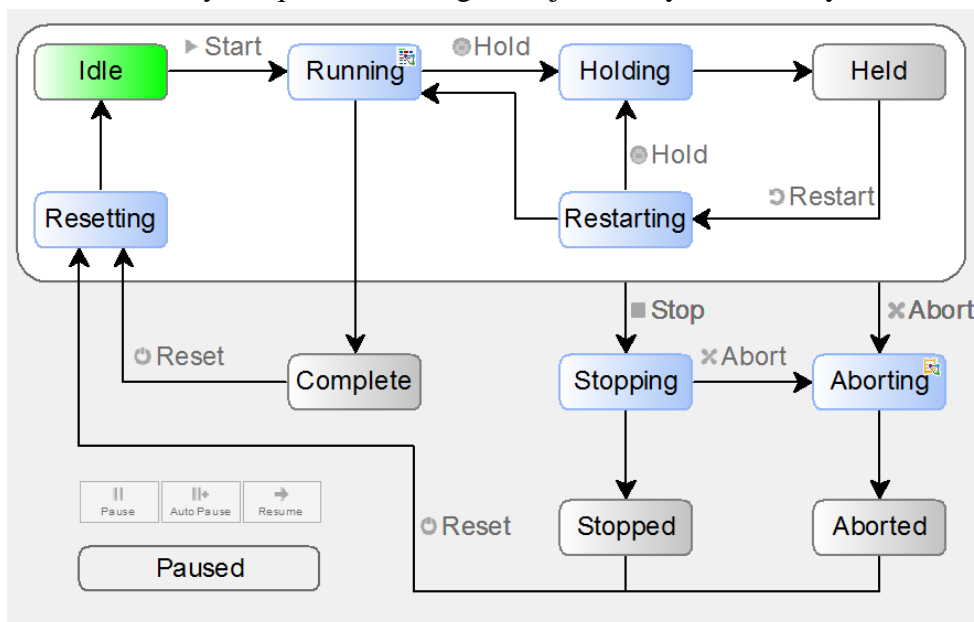 Start
Hold
Idle
Running
Holding
Held
Hold
Restart
Resetting
Restarting
Stop
Abort
Reset
Abort
Complete
Stopping
Aborting
Pause
Auto Pause
Resume
Reset
Stopped
Aborted
Paused